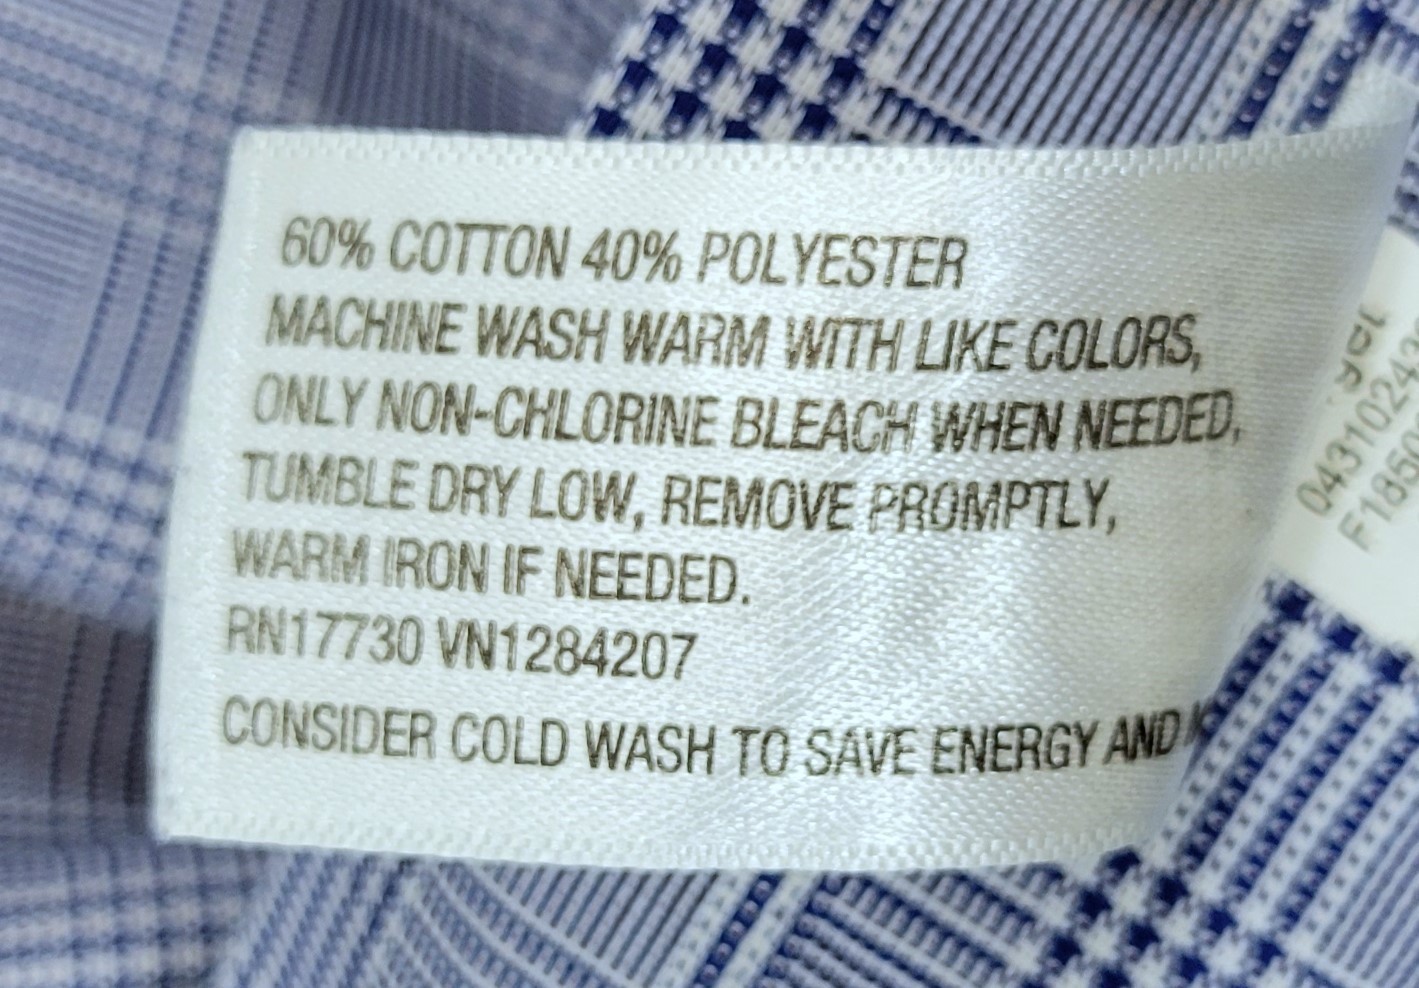 60% COTTON 40% POLYESTER
MACHINE WASH WARM WITH LIKE COLORS,
ONLY NON-CHLORINE BLEACH WHEN NEEDED,
TUMBLE DRY LOW, REMOVE PROMPTLY,
WARM IRON IF NEEDED.
RN17730 VN1284207
CONSIDER COLD WASH TO SAVE ENERGY AND